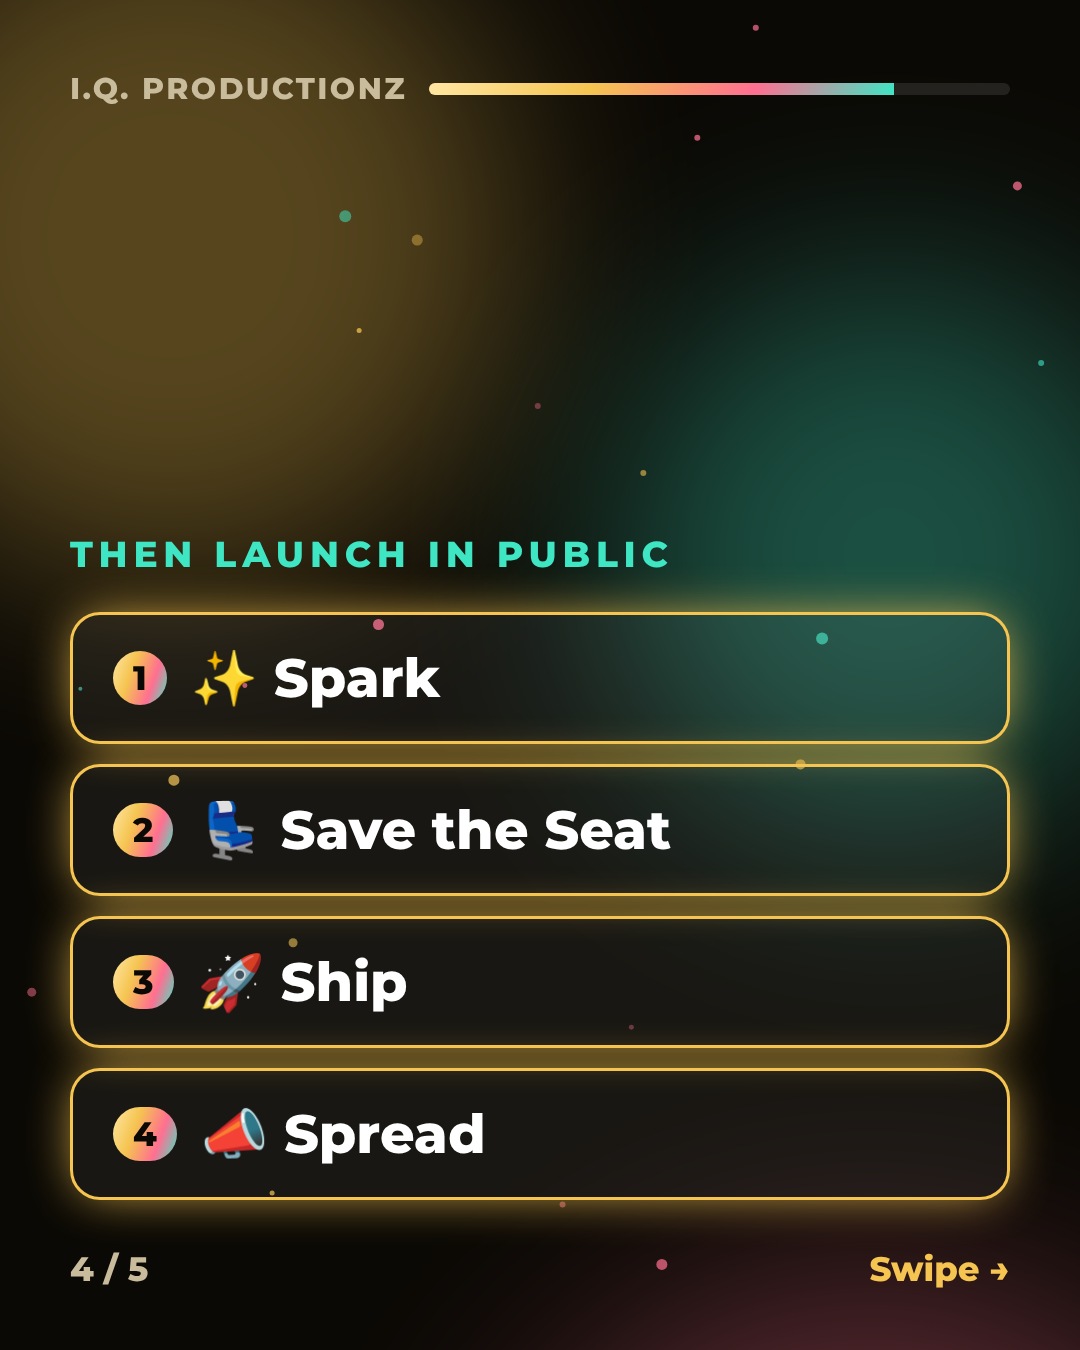 I.Q. PRODUCTIONZ
THEN LAUNCH IN PUBLIC
1 ✨ Spark
2 💺 Save the Seat
3 🚀 Ship
4 📣 Spread
4 / 5
Swipe →